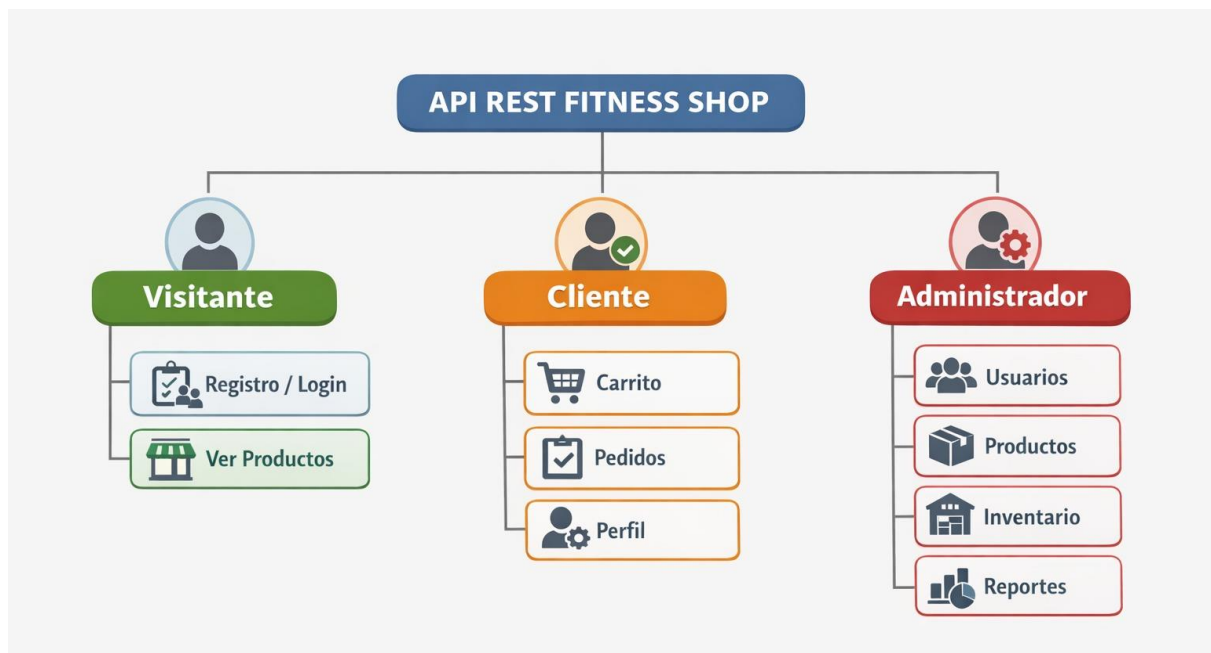 API REST FITNESS SHOP
Visitante
Registro / Login
Ver Productos
Cliente
Carrito
Pedidos
Perfil
Administrador
Usuarios
Productos
Inventario
Reportes